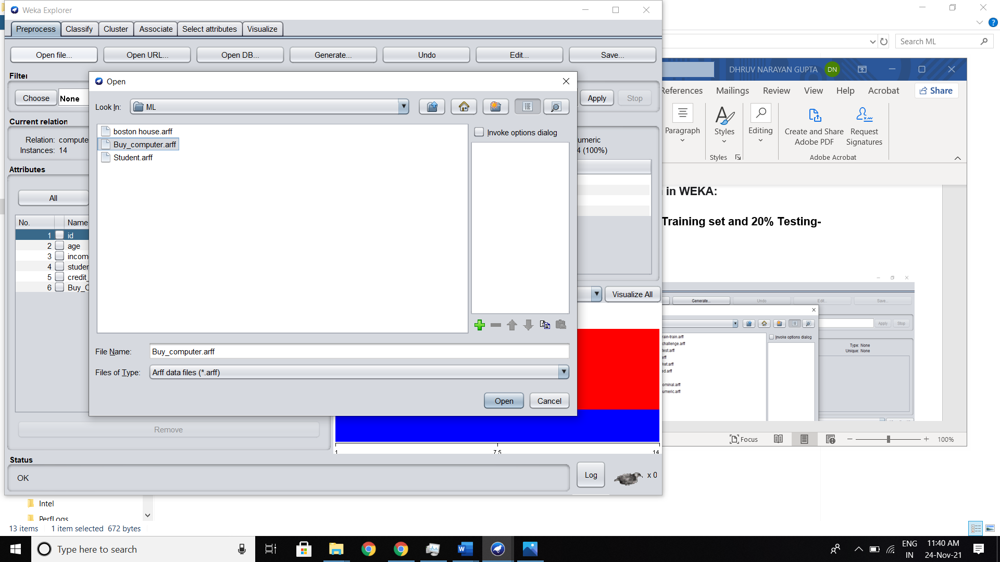 Weka Explorer
Preprocess Classify Cluster Associate Select attributes Visualize
Open file... Open URL... Open DB... Generate... Undo Edit... Save...
Filter
Choose None
Apply Stop
Current relation
Relation: compute
Instances: 14
Attributes
All
No. Name
1 id
2 age
3 incom
4 studen
5 credit_
6 Buy_C
Remove
Status
OK
Log x 0
Open
Look In: ML
boston house.arff
Buy_computer.arff
Student.arff
Invoke options dialog
File Name: Buy_computer.arff
Files of Type: Arff data files (*.arff)
Open Cancel
umeric
4 (100%)
Visualize All
1 7.5 14
Search ML
DHRUV NARAYAN GUPTA DN
References Mailings Review View Help Acrobat Share
Paragraph
Styles
Editing
Create and Share
Adobe PDF
Request
Signatures
Styles
Adobe Acrobat
in WEKA:
Training set and 20% Testing-
Generate... Undo Edit... Save...
Apply Stop
rain-train.arff
challenge.arff
test.arff
arff
ket.arff
ed.arff
ominal.arff
umeric.arff
Invoke options dialog
Type: None
Unique: None
Focus
100%
Intel
PerfLogs
13 items 1 item selected 672 bytes
Type here to search
ENG
IN
11:40 AM
24-Nov-21